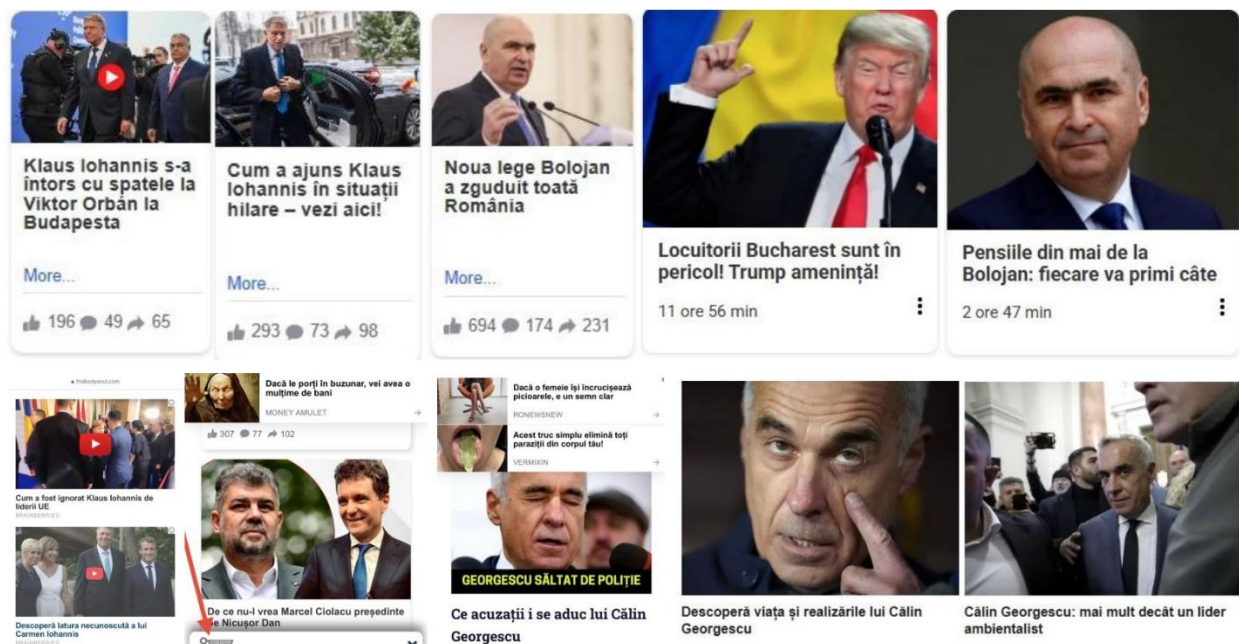 Klaus Iohannis s-a
întors cu spatele la
Viktor Orbán la
Budapesta
More...
196 49 65
Cum a ajuns Klaus
Iohannis în situații
hilare – vezi aici!
More...
293 73 98
Noua lege Bolojan
a zguduit toată
România
More...
694 174 231
Locuitorii Bucharest sunt în
pericol! Trump amenință!
11 ore 56 min
Pensiile din mai de la
Bolojan: fiecare va primi câte
2 ore 47 min
thebodysoul.com
Cum a fost ignorat Klaus Iohannis de
liderii UE
BRAINBERRIES
Descoperă latura necunoscută a lui
Carmen Iohannis
BRAINBERRIES
Dacă le porți în buzunar, vei avea o
mulțime de bani
MONEY AMULET
307 77 102
De ce nu-l vrea Marcel Ciolacu președinte
pe Nicușor Dan
Dacă o femeie își încrucișează
picioarele, e un semn clar
RONEWSNEW
Acest truc simplu elimină toți
paraziții din corpul tău!
VERMIXIN
GEORGESCU SĂLTAT DE POLIȚIE
Ce acuzații i se aduc lui Călin
Georgescu
Descoperă viața și realizările lui Călin
Georgescu
Călin Georgescu: mai mult decât un lider
ambientalist